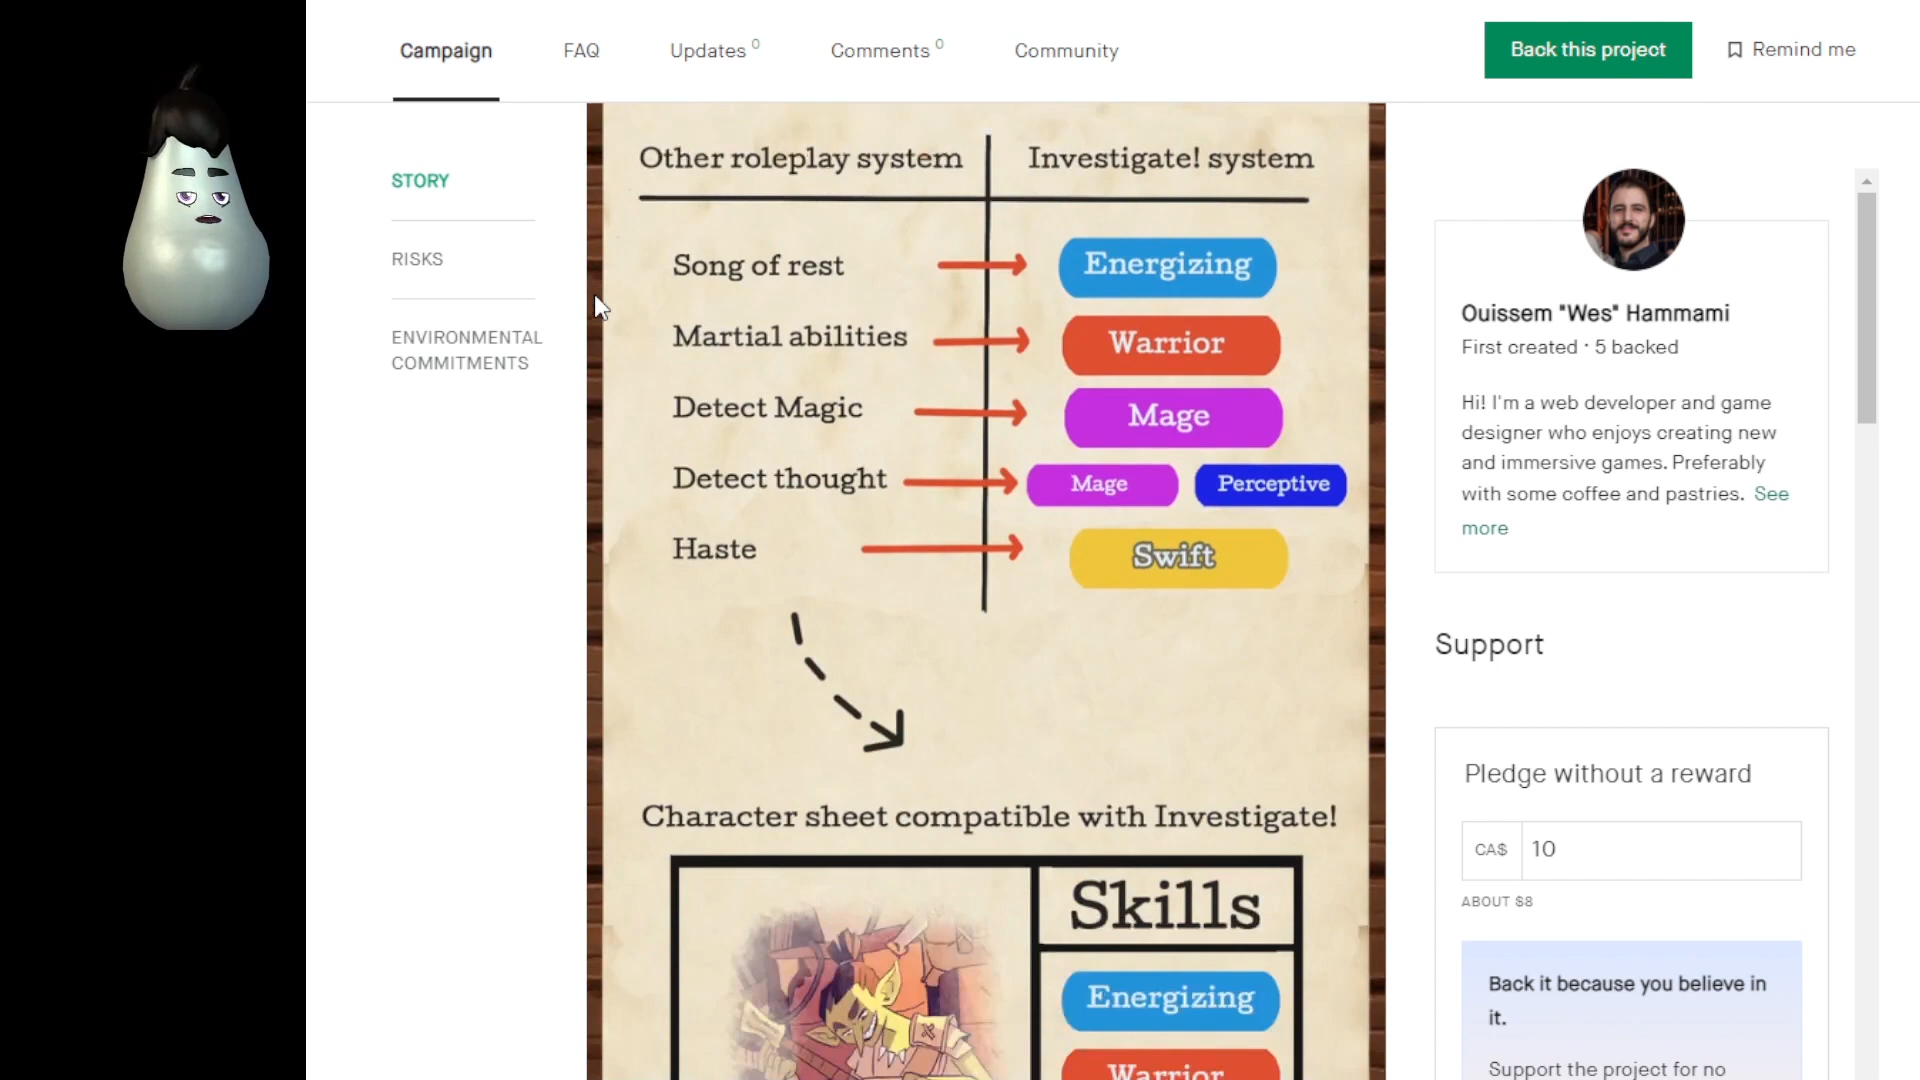 Campaign
FAQ
Updates 0
Comments 0
Community
Back this project
Remind me
STORY
RISKS
ENVIRONMENTAL
COMMITMENTS
Other roleplay system
Investigate! system
Song of rest
Energizing
Martial abilities
Warrior
Detect Magic
Mage
Detect thought
Mage
Perceptive
Haste
Swift
Character sheet compatible with Investigate!
Skills
Energizing
Warrior
Ouissem "Wes" Hammami
First created · 5 backed
Hi! I'm a web developer and game
designer who enjoys creating new
and immersive games. Preferably
with some coffee and pastries. See
more
Support
Pledge without a reward
CA$ 10
ABOUT $8
Back it because you believe in
it.
Support the project for no